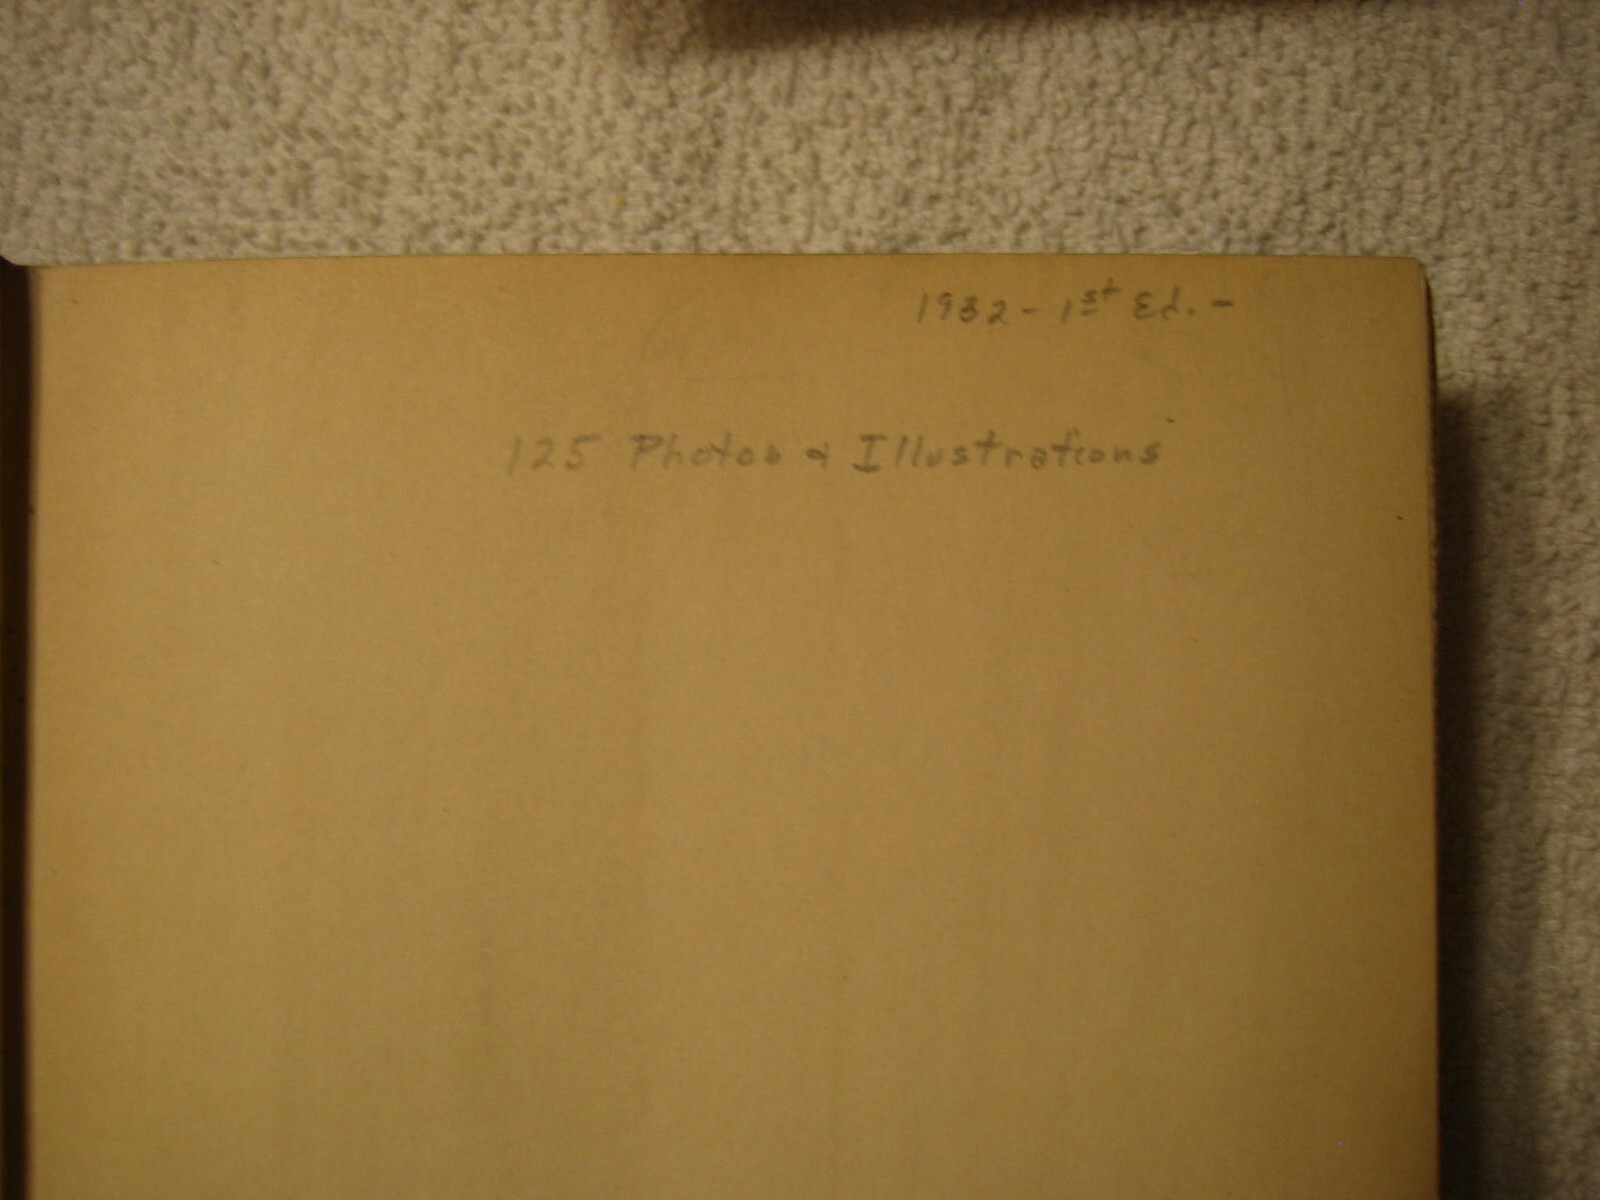 1932 - 1st Ed. -
125 Photos & Illustrations